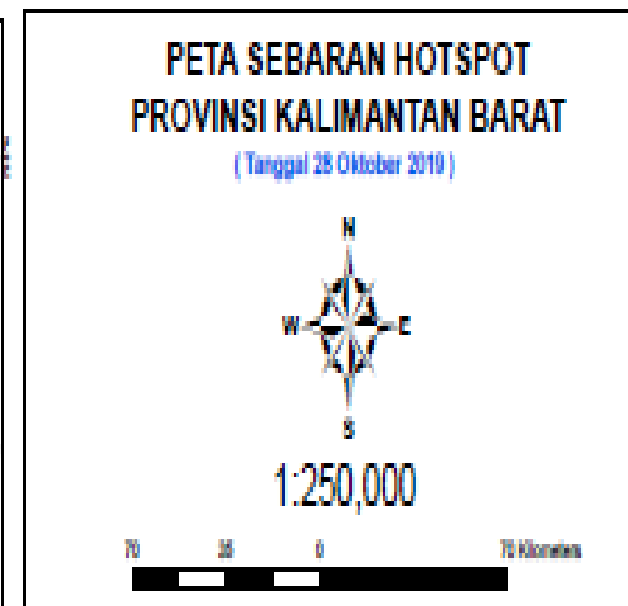 PETA SEBARAN HOTSPOT
PROVINSI KALIMANTAN BARAT
( Tanggal 28 Oktober 2019 )
N
W E
S
1:250,000
70 35 0 70 Kilometers